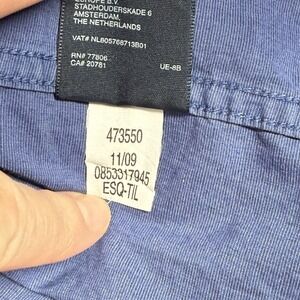 EUROPE B.V.
STADHOUDERSKADE 6
AMSTERDAM,
THE NETHERLANDS
VAT# NL805768713B01
RN# 77806
CA# 20781 UE-8B
473550
11/09
0853317945
ESQ-TIL